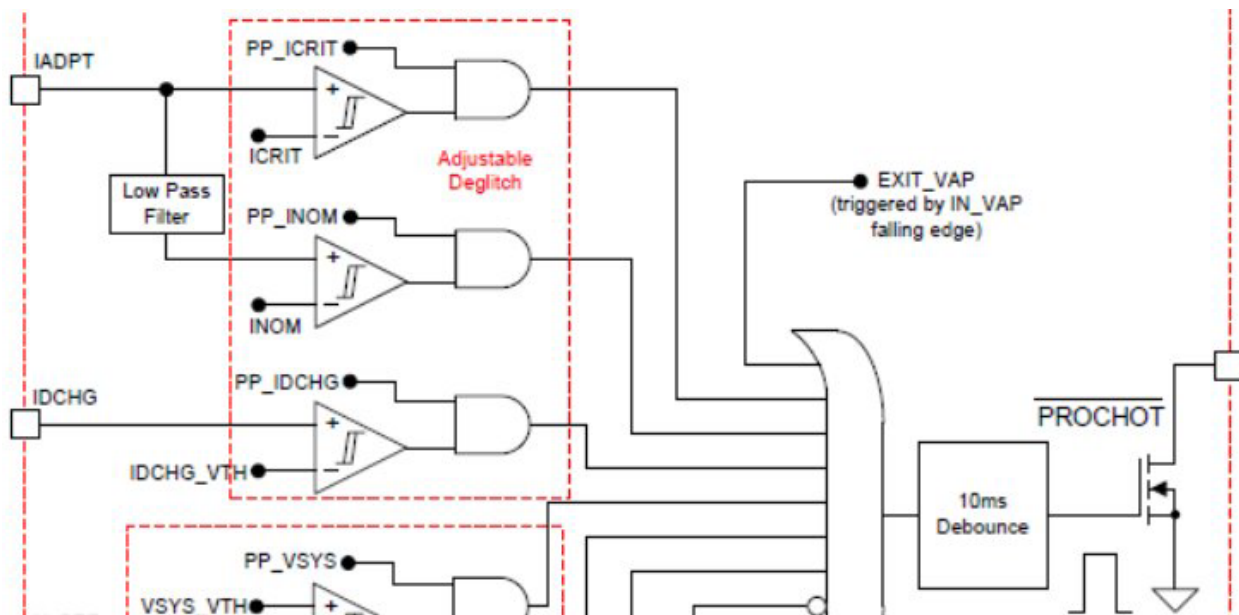 PP_ICRIT
IADPT
+
−
ICRIT
Adjustable
Deglitch
Low Pass
Filter
PP_INOM
+
−
INOM
EXIT_VAP
(triggered by IN_VAP
falling edge)
PP_IDCHG
IDCHG
+
−
IDCHG_VTH
PROCHOT
10ms
Debounce
PP_VSYS
VSYS_VTH
+